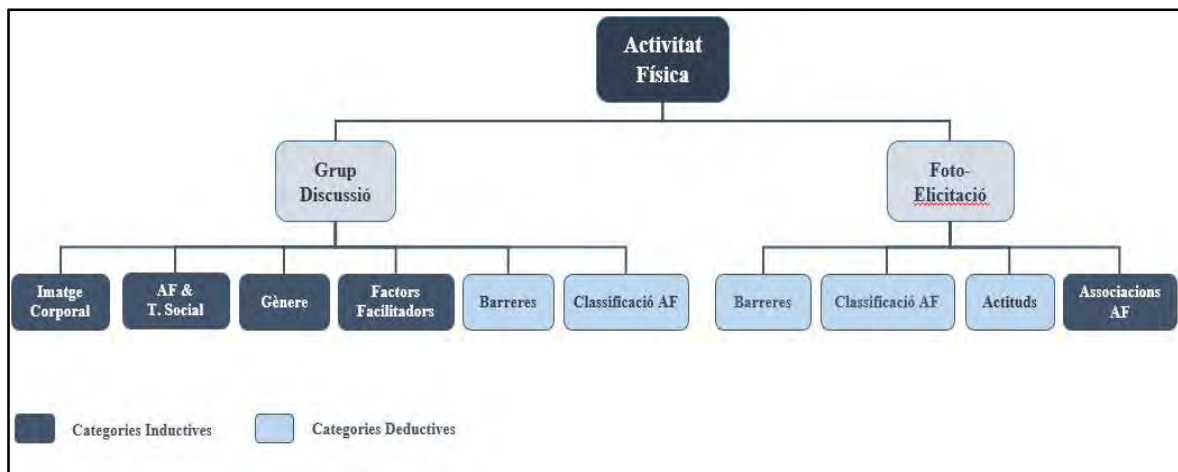 Activitat
Física
Grup
Discussió
Foto-
Elicitació
Imatge
Corporal
AF &
T. Social
Gènere
Factors
Facilitadors
Barreres
Classificació AF
Barreres
Classificació AF
Actituds
Associacions
AF
Categories Inductives
Categories Deductives